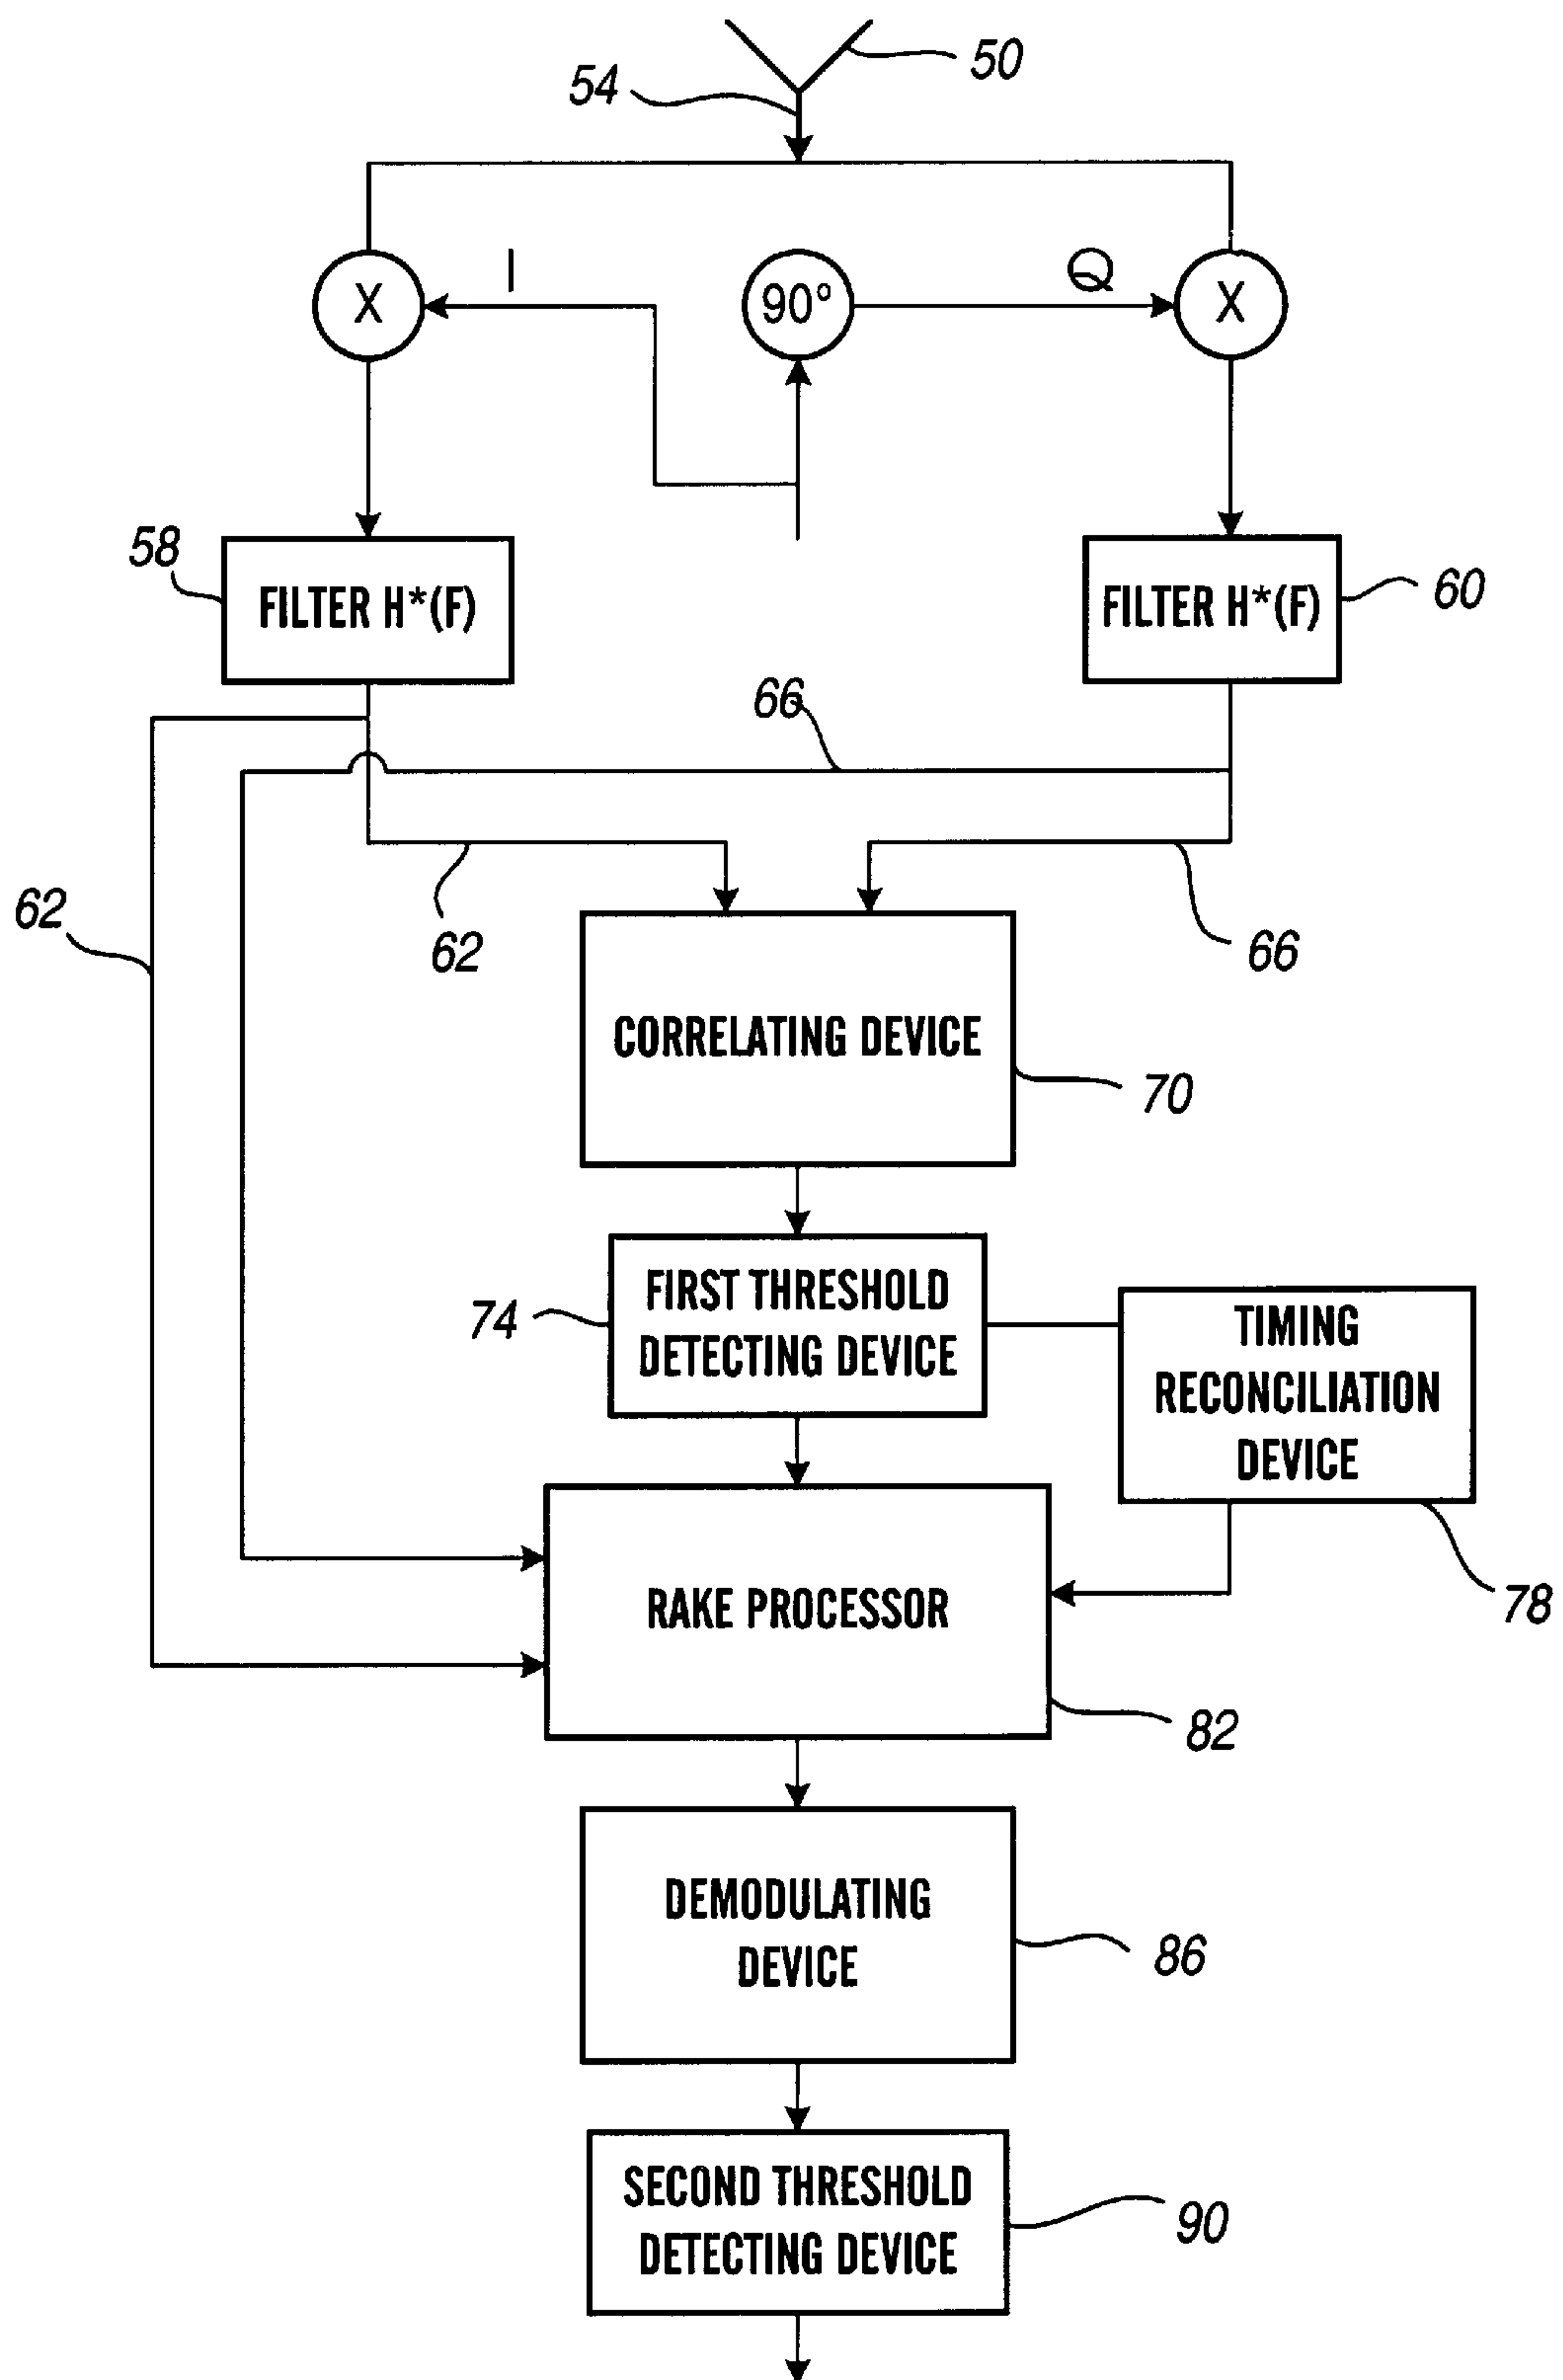 50
54
I
Q
X
90°
X
58
FILTER H*(F)
FILTER H*(F)
60
66
62
62
66
CORRELATING DEVICE
70
FIRST THRESHOLD
DETECTING DEVICE
74
TIMING
RECONCILIATION
DEVICE
78
RAKE PROCESSOR
82
DEMODULATING
DEVICE
86
SECOND THRESHOLD
DETECTING DEVICE
90